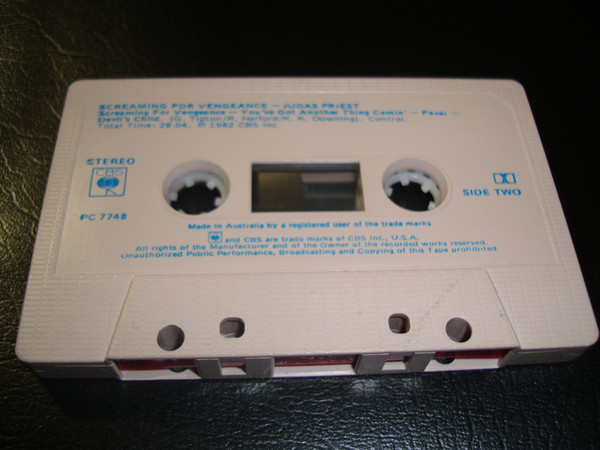 SCREAMING FOR VENGEANCE — JUDAS PRIEST
Screaming For Vengeance — You've Got Another Thing Comin' — Fever —
Devil's Child. (G. Tipton/R. Halford/K. K. Downing). Control.
Total Time: 28.04. ℗ 1982 CBS Inc.
STEREO
CBS
PC 7748
SIDE TWO
Made in Australia by a registered user of the trade marks
and CBS are trade marks of CBS Inc., U.S.A.
All rights of the Manufacturer and of the Owner of the recorded works reserved.
Unauthorized Public Performance, Broadcasting and Copying of this Tape prohibited.